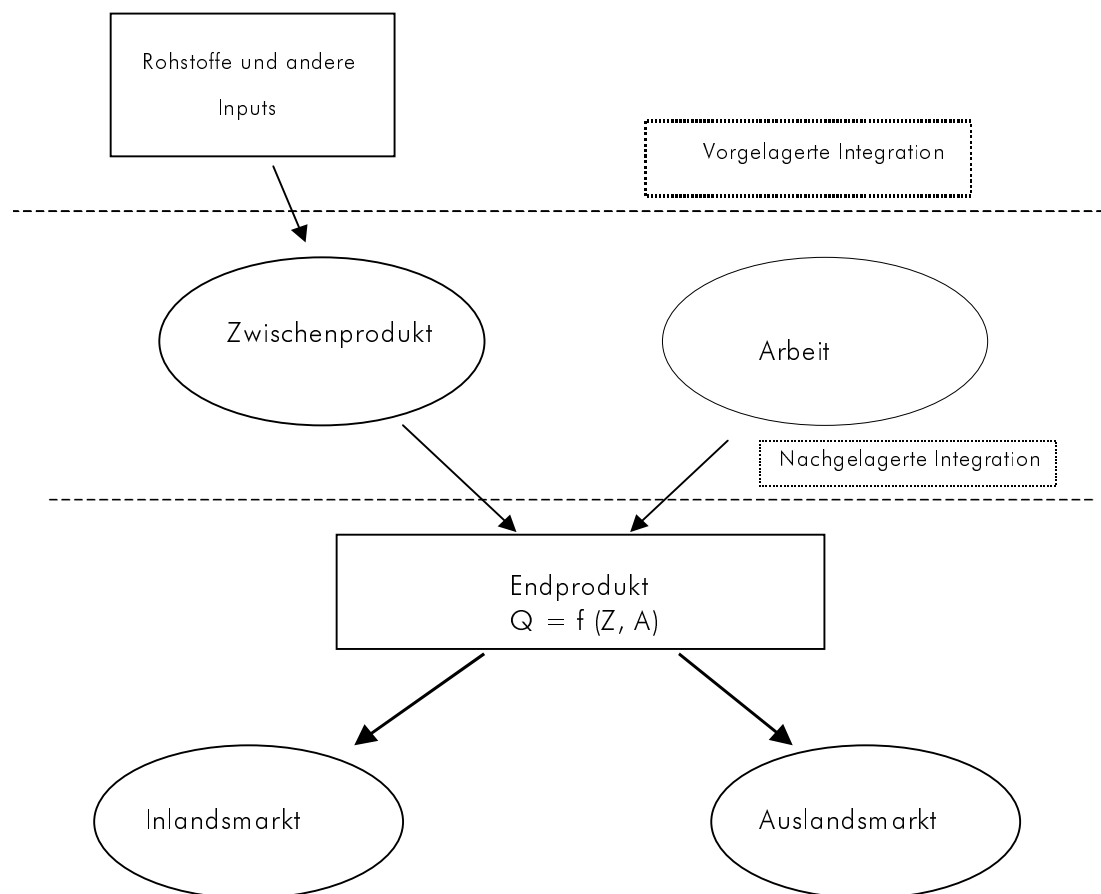 Rohstoffe und andere
Inputs
Vorgelagerte Integration
Zwischenprodukt
Arbeit
Nachgelagerte Integration
Endprodukt
Q = f (Z, A)
Inlandsmarkt
Auslandsmarkt